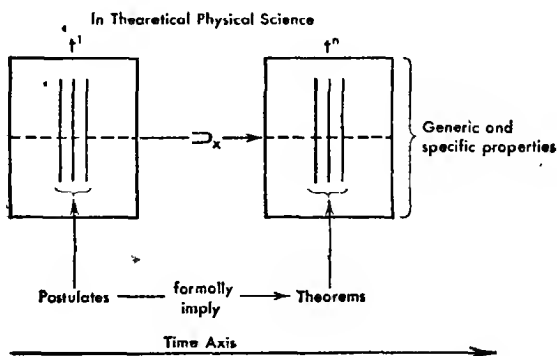 In Theoretical Physical Science
t¹
tⁿ
⊃ₓ
Generic and
specific properties
Postulates
formally
imply
Theorems
Time Axis